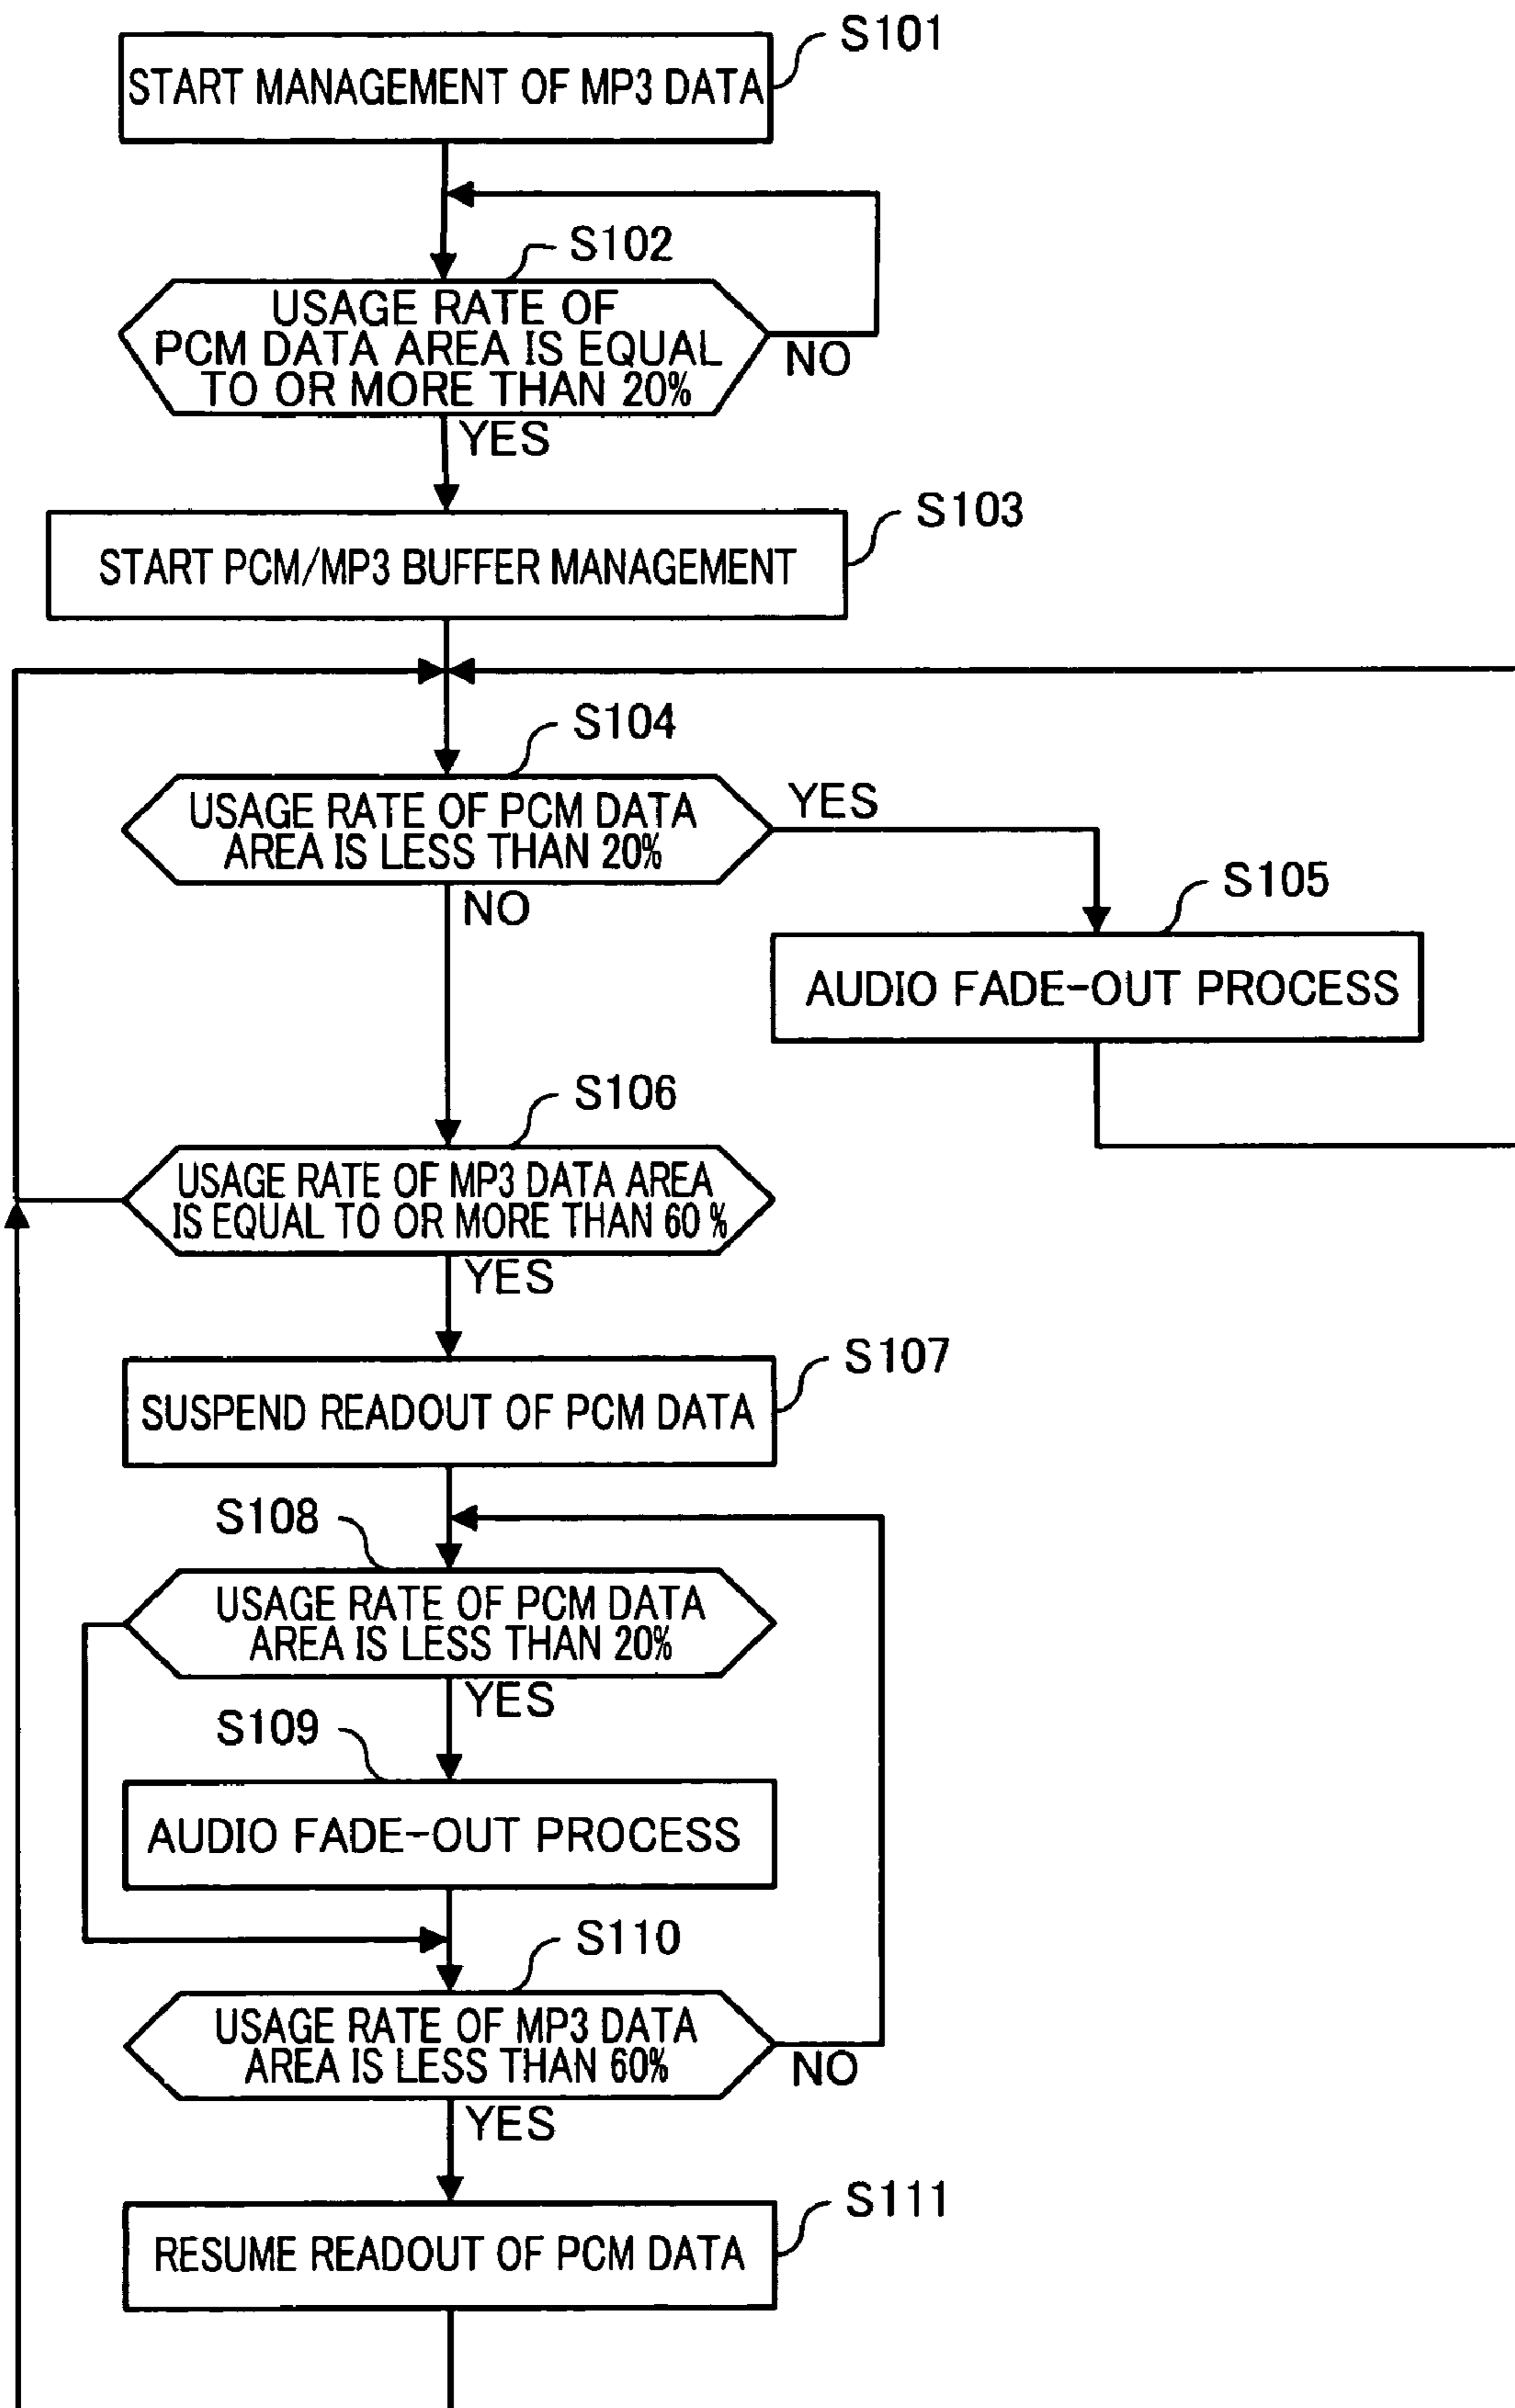 S101
START MANAGEMENT OF MP3 DATA
S102
USAGE RATE OF
PCM DATA AREA IS EQUAL
TO OR MORE THAN 20%
NO
YES
S103
START PCM/MP3 BUFFER MANAGEMENT
S104
USAGE RATE OF PCM DATA
AREA IS LESS THAN 20%
YES
NO
S105
AUDIO FADE-OUT PROCESS
S106
USAGE RATE OF MP3 DATA AREA
IS EQUAL TO OR MORE THAN 60 %
YES
S107
SUSPEND READOUT OF PCM DATA
S108
USAGE RATE OF PCM DATA
AREA IS LESS THAN 20%
YES
S109
AUDIO FADE-OUT PROCESS
S110
USAGE RATE OF MP3 DATA
AREA IS LESS THAN 60%
NO
YES
S111
RESUME READOUT OF PCM DATA